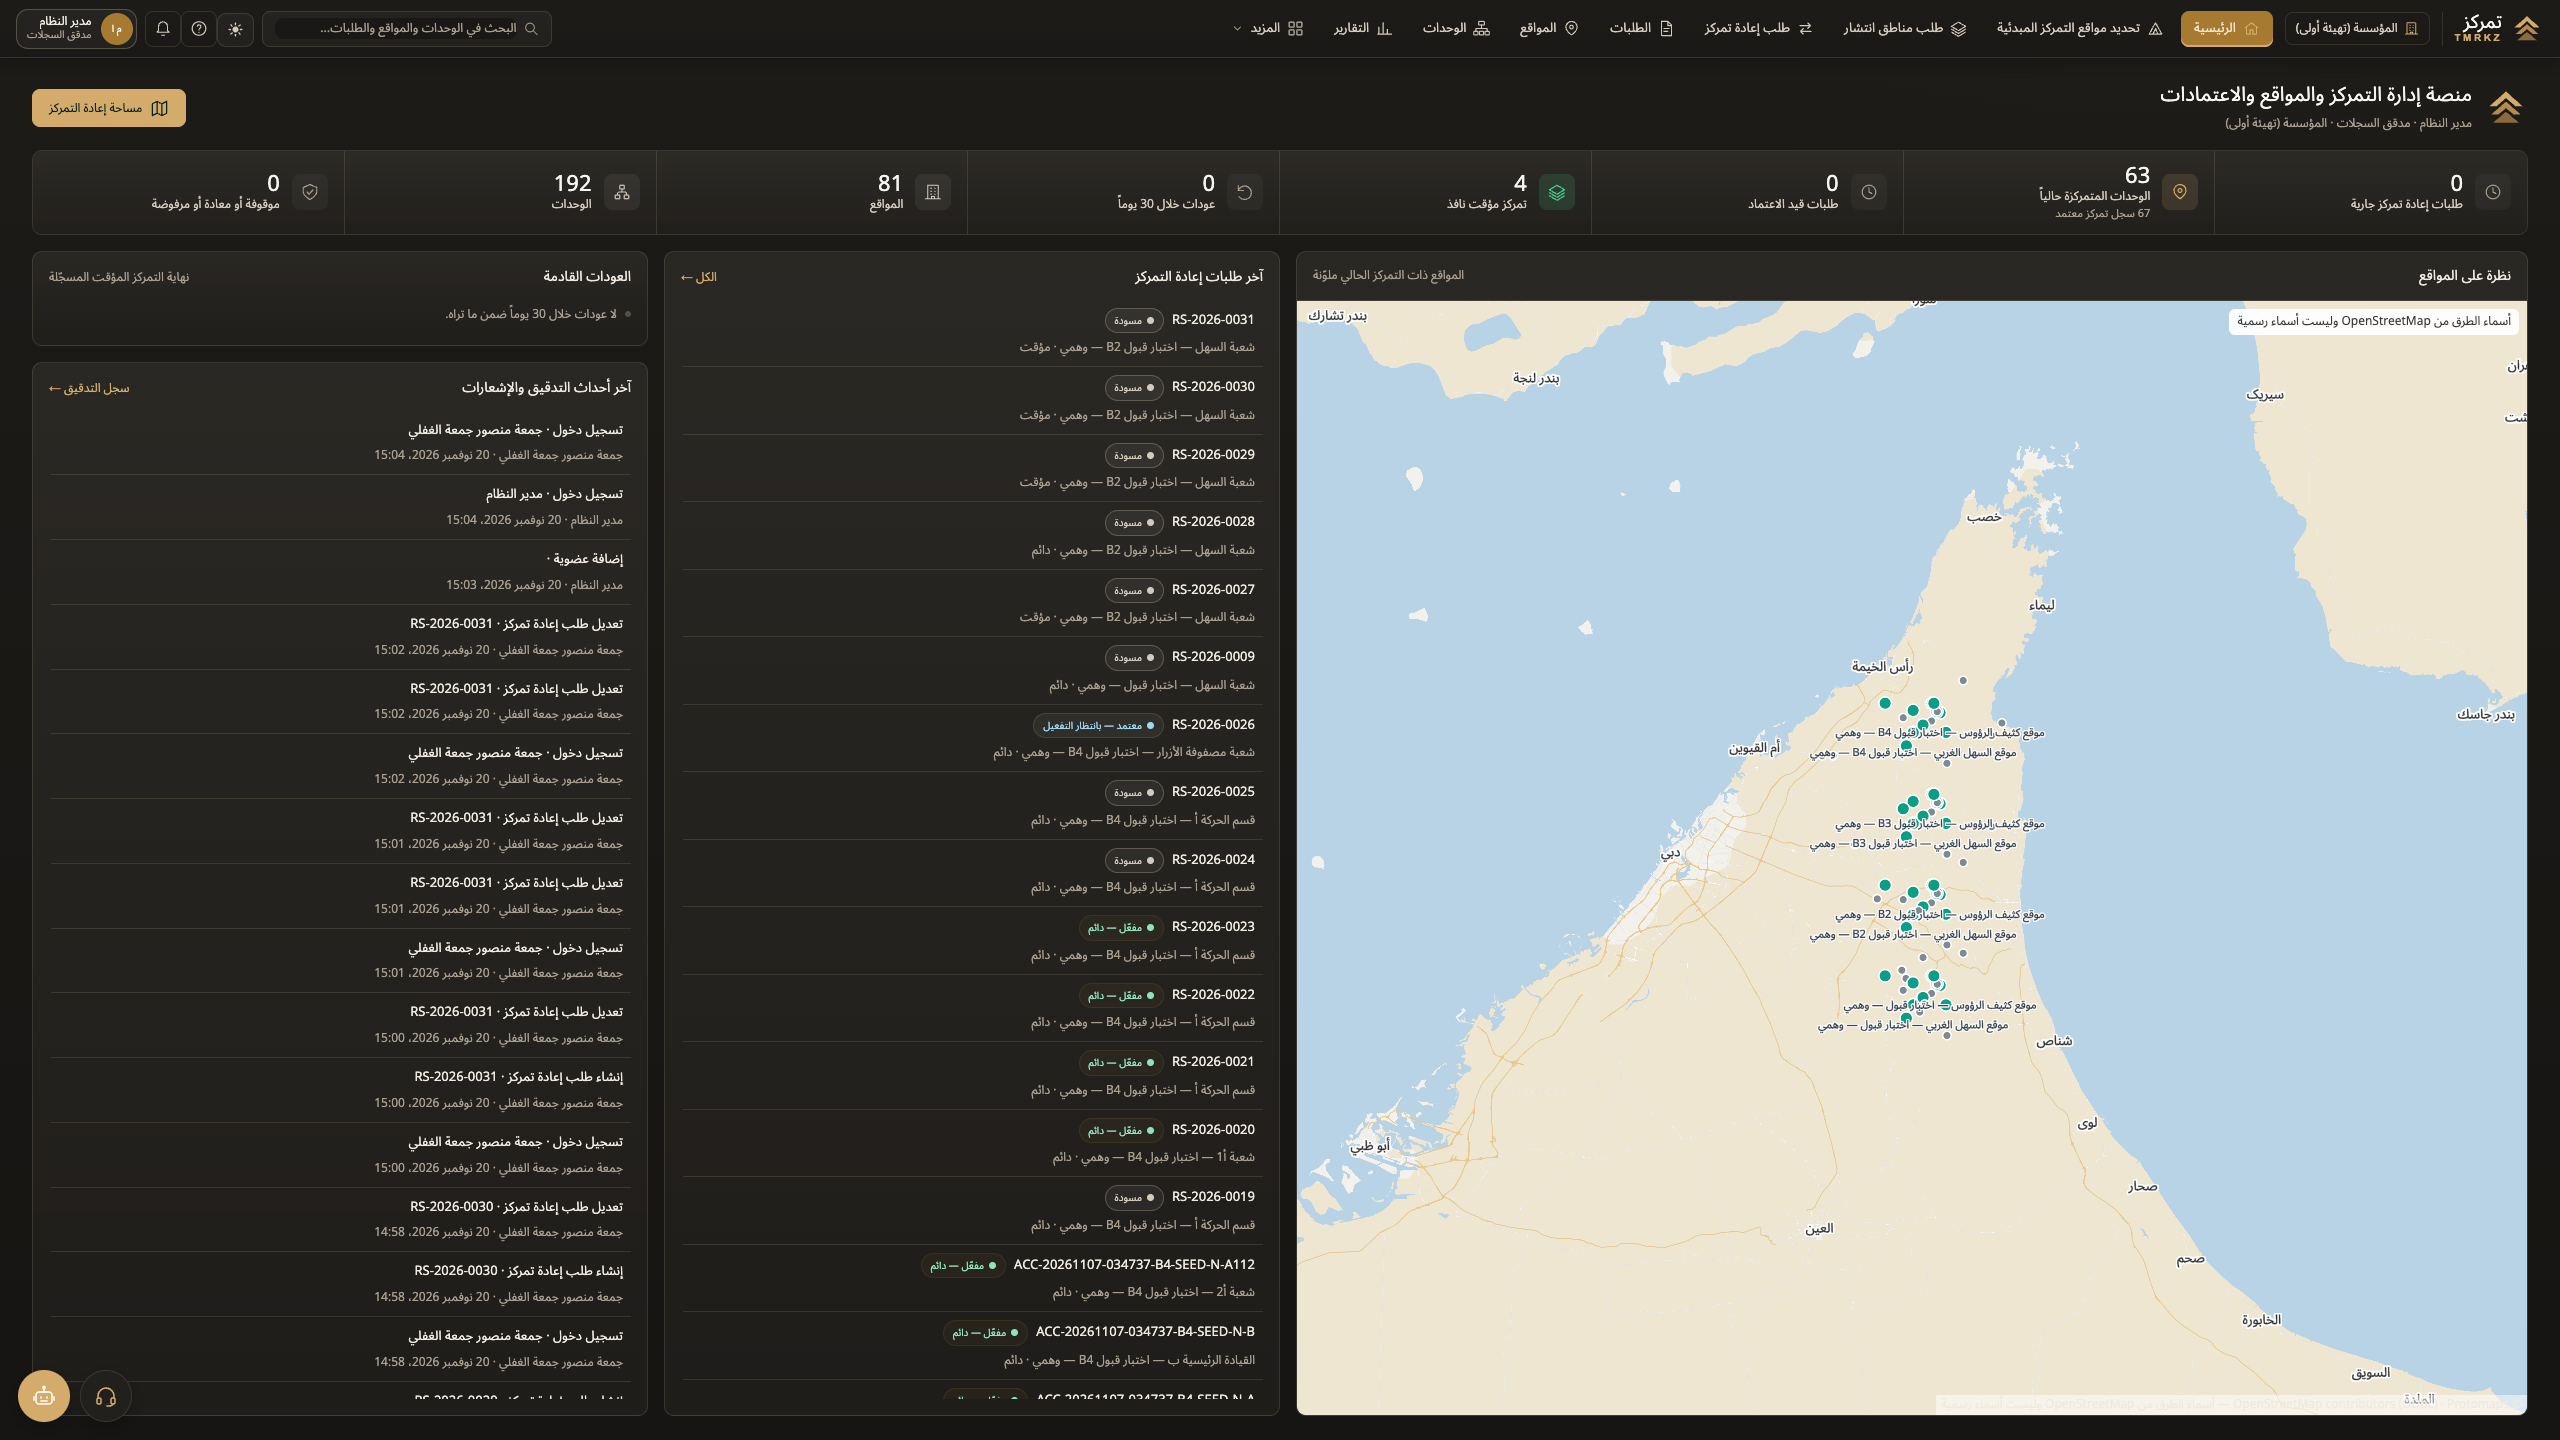 تمركز
TMRKZ
المؤسسة (تهيئة أولى)
الرئيسية
تحديد مواقع التمركز المبدئية
طلب مناطق انتشار
طلب إعادة تمركز
الطلبات
المواقع
الوحدات
التقارير
المزيد
البحث في الوحدات والمواقع والطلبات...
مدير النظام
مدقق السجلات
م ا
منصة إدارة التمركز والمواقع والاعتمادات
مدير النظام · مدقق السجلات · المؤسسة (تهيئة أولى)
مساحة إعادة التمركز
0
طلبات إعادة تمركز جارية
63
الوحدات المتمركزة حالياً
67 سجل تمركز معتمد
0
طلبات قيد الاعتماد
4
تمركز مؤقت نافذ
0
عودات خلال 30 يوماً
81
المواقع
192
الوحدات
0
موقوفة أو معادة أو مرفوضة
نظرة على المواقع
المواقع ذات التمركز الحالي ملوّنة
أسماء الطرق من OpenStreetMap وليست أسماء رسمية
بندر تشارك
بندر لنجة
سيريک
خصب
ليماء
رأس الخيمة
بندر جاسك
أم القيوين
موقع كثيف الرؤوس — اختبار قبول B4 — وهمي
موقع السهل الغربي — اختبار قبول B4 — وهمي
موقع كثيف الرؤوس — اختبار قبول B3 — وهمي
موقع السهل الغربي — اختبار قبول B3 — وهمي
دبي
موقع كثيف الرؤوس — اختبار قبول B2 — وهمي
موقع السهل الغربي — اختبار قبول B2 — وهمي
موقع كثيف الرؤوس — اختبار قبول — وهمي
موقع السهل الغربي — اختبار قبول — وهمي
شناص
لوى
أبو ظبي
صحار
العين
صحم
الخابورة
السويق
آخر طلبات إعادة التمركز
الكل ←
RS-2026-0031 مسودة
شعبة السهل — اختبار قبول B2 — وهمي · مؤقت
RS-2026-0030 مسودة
شعبة السهل — اختبار قبول B2 — وهمي · مؤقت
RS-2026-0029 مسودة
شعبة السهل — اختبار قبول B2 — وهمي · مؤقت
RS-2026-0028 مسودة
شعبة السهل — اختبار قبول B2 — وهمي · دائم
RS-2026-0027 مسودة
شعبة السهل — اختبار قبول B2 — وهمي · مؤقت
RS-2026-0009 مسودة
شعبة السهل — اختبار قبول — وهمي · دائم
RS-2026-0026 معتمد — بانتظار التفعيل
شعبة مصفوفة الأزرار — اختبار قبول B4 — وهمي · دائم
RS-2026-0025 مسودة
قسم الحركة أ — اختبار قبول B4 — وهمي · دائم
RS-2026-0024 مسودة
قسم الحركة أ — اختبار قبول B4 — وهمي · دائم
RS-2026-0023 مفعّل — دائم
قسم الحركة أ — اختبار قبول B4 — وهمي · دائم
RS-2026-0022 مفعّل — دائم
قسم الحركة أ — اختبار قبول B4 — وهمي · دائم
RS-2026-0021 مفعّل — دائم
قسم الحركة أ — اختبار قبول B4 — وهمي · دائم
RS-2026-0020 مفعّل — دائم
شعبة أ1 — اختبار قبول B4 — وهمي · دائم
RS-2026-0019 مسودة
قسم الحركة أ — اختبار قبول B4 — وهمي · دائم
ACC-20261107-034737-B4-SEED-N-A112 مفعّل — دائم
شعبة أ2 — اختبار قبول B4 — وهمي · دائم
ACC-20261107-034737-B4-SEED-N-B مفعّل — دائم
القيادة الرئيسية ب — اختبار قبول B4 — وهمي · دائم
ACC-20261107-034737-B4-SEED-N-A
العودات القادمة
نهاية التمركز المؤقت المسجّلة
لا عودات خلال 30 يوماً ضمن ما تراه.
آخر أحداث التدقيق والإشعارات
سجل التدقيق ←
تسجيل دخول · جمعة منصور جمعة الغفلي
جمعة منصور جمعة الغفلي · 20 نوفمبر 2026، 15:04
تسجيل دخول · مدير النظام
مدير النظام · 20 نوفمبر 2026، 15:04
إضافة عضوية ·
مدير النظام · 20 نوفمبر 2026، 15:03
تعديل طلب إعادة تمركز · RS-2026-0031
جمعة منصور جمعة الغفلي · 20 نوفمبر 2026، 15:02
تعديل طلب إعادة تمركز · RS-2026-0031
جمعة منصور جمعة الغفلي · 20 نوفمبر 2026، 15:02
تسجيل دخول · جمعة منصور جمعة الغفلي
جمعة منصور جمعة الغفلي · 20 نوفمبر 2026، 15:02
تعديل طلب إعادة تمركز · RS-2026-0031
جمعة منصور جمعة الغفلي · 20 نوفمبر 2026، 15:01
تعديل طلب إعادة تمركز · RS-2026-0031
جمعة منصور جمعة الغفلي · 20 نوفمبر 2026، 15:01
تسجيل دخول · جمعة منصور جمعة الغفلي
جمعة منصور جمعة الغفلي · 20 نوفمبر 2026، 15:01
تعديل طلب إعادة تمركز · RS-2026-0031
جمعة منصور جمعة الغفلي · 20 نوفمبر 2026، 15:00
إنشاء طلب إعادة تمركز · RS-2026-0031
جمعة منصور جمعة الغفلي · 20 نوفمبر 2026، 15:00
تسجيل دخول · جمعة منصور جمعة الغفلي
جمعة منصور جمعة الغفلي · 20 نوفمبر 2026، 15:00
تعديل طلب إعادة تمركز · RS-2026-0030
جمعة منصور جمعة الغفلي · 20 نوفمبر 2026، 14:58
إنشاء طلب إعادة تمركز · RS-2026-0030
جمعة منصور جمعة الغفلي · 20 نوفمبر 2026، 14:58
تسجيل دخول · جمعة منصور جمعة الغفلي
جمعة منصور جمعة الغفلي · 20 نوفمبر 2026، 14:58